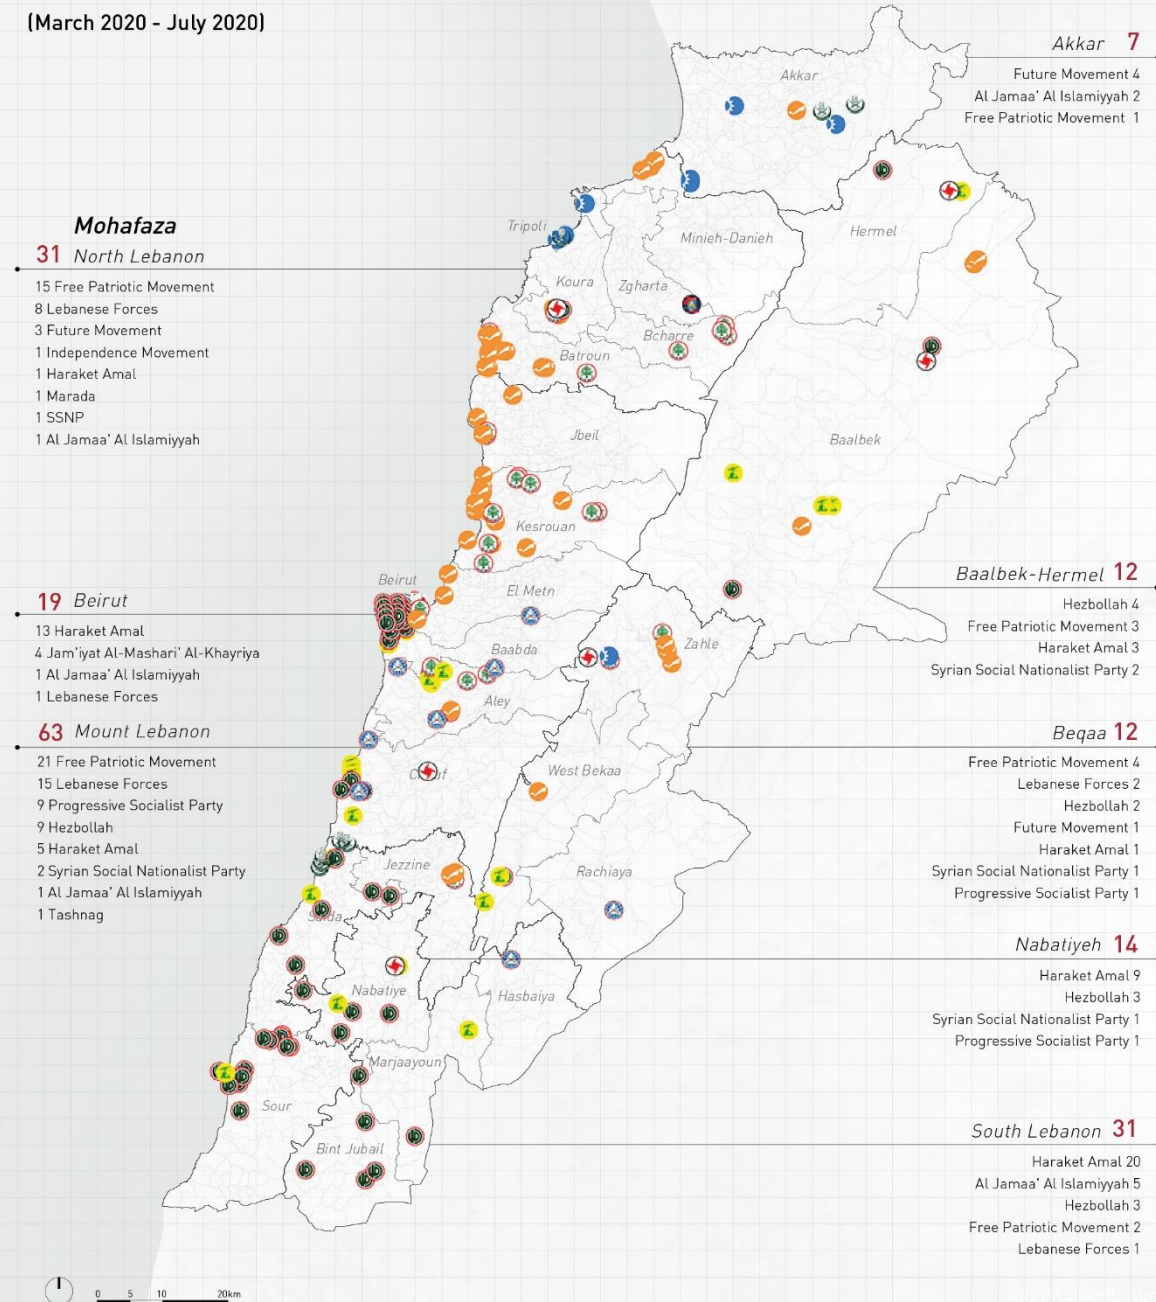 (March 2020 - July 2020)
Akkar 7
Future Movement 4
Al Jamaa' Al Islamiyyah 2
Free Patriotic Movement 1
Mohafaza
31 North Lebanon
15 Free Patriotic Movement
8 Lebanese Forces
3 Future Movement
1 Independence Movement
1 Haraket Amal
1 Marada
1 SSNP
1 Al Jamaa' Al Islamiyyah
19 Beirut
13 Haraket Amal
4 Jam'iyat Al-Mashari' Al-Khayriya
1 Al Jamaa' Al Islamiyyah
1 Lebanese Forces
63 Mount Lebanon
21 Free Patriotic Movement
15 Lebanese Forces
9 Progressive Socialist Party
9 Hezbollah
5 Haraket Amal
2 Syrian Social Nationalist Party
1 Al Jamaa' Al Islamiyyah
1 Tashnag
Akkar
Tripoli
Minieh-Danieh
Hermel
Koura
Zgharta
Bcharre
Batroun
Jbeil
Baalbek
Kesrouan
Beirut
El Metn
Baabda
Zahle
Aley
West Bekaa
Jezzine
Rachiaya
Saida
Nabatiye
Hasbaiya
Marjaayoun
Sour
Bint Jubail
Baalbek-Hermel 12
Hezbollah 4
Free Patriotic Movement 3
Haraket Amal 3
Syrian Social Nationalist Party 2
Beqaa 12
Free Patriotic Movement 4
Lebanese Forces 2
Hezbollah 2
Future Movement 1
Haraket Amal 1
Syrian Social Nationalist Party 1
Progressive Socialist Party 1
Nabatiyeh 14
Haraket Amal 9
Hezbollah 3
Syrian Social Nationalist Party 1
Progressive Socialist Party 1
South Lebanon 31
Haraket Amal 20
Al Jamaa' Al Islamiyyah 5
Hezbollah 3
Free Patriotic Movement 2
Lebanese Forces 1
0 5 10 20km